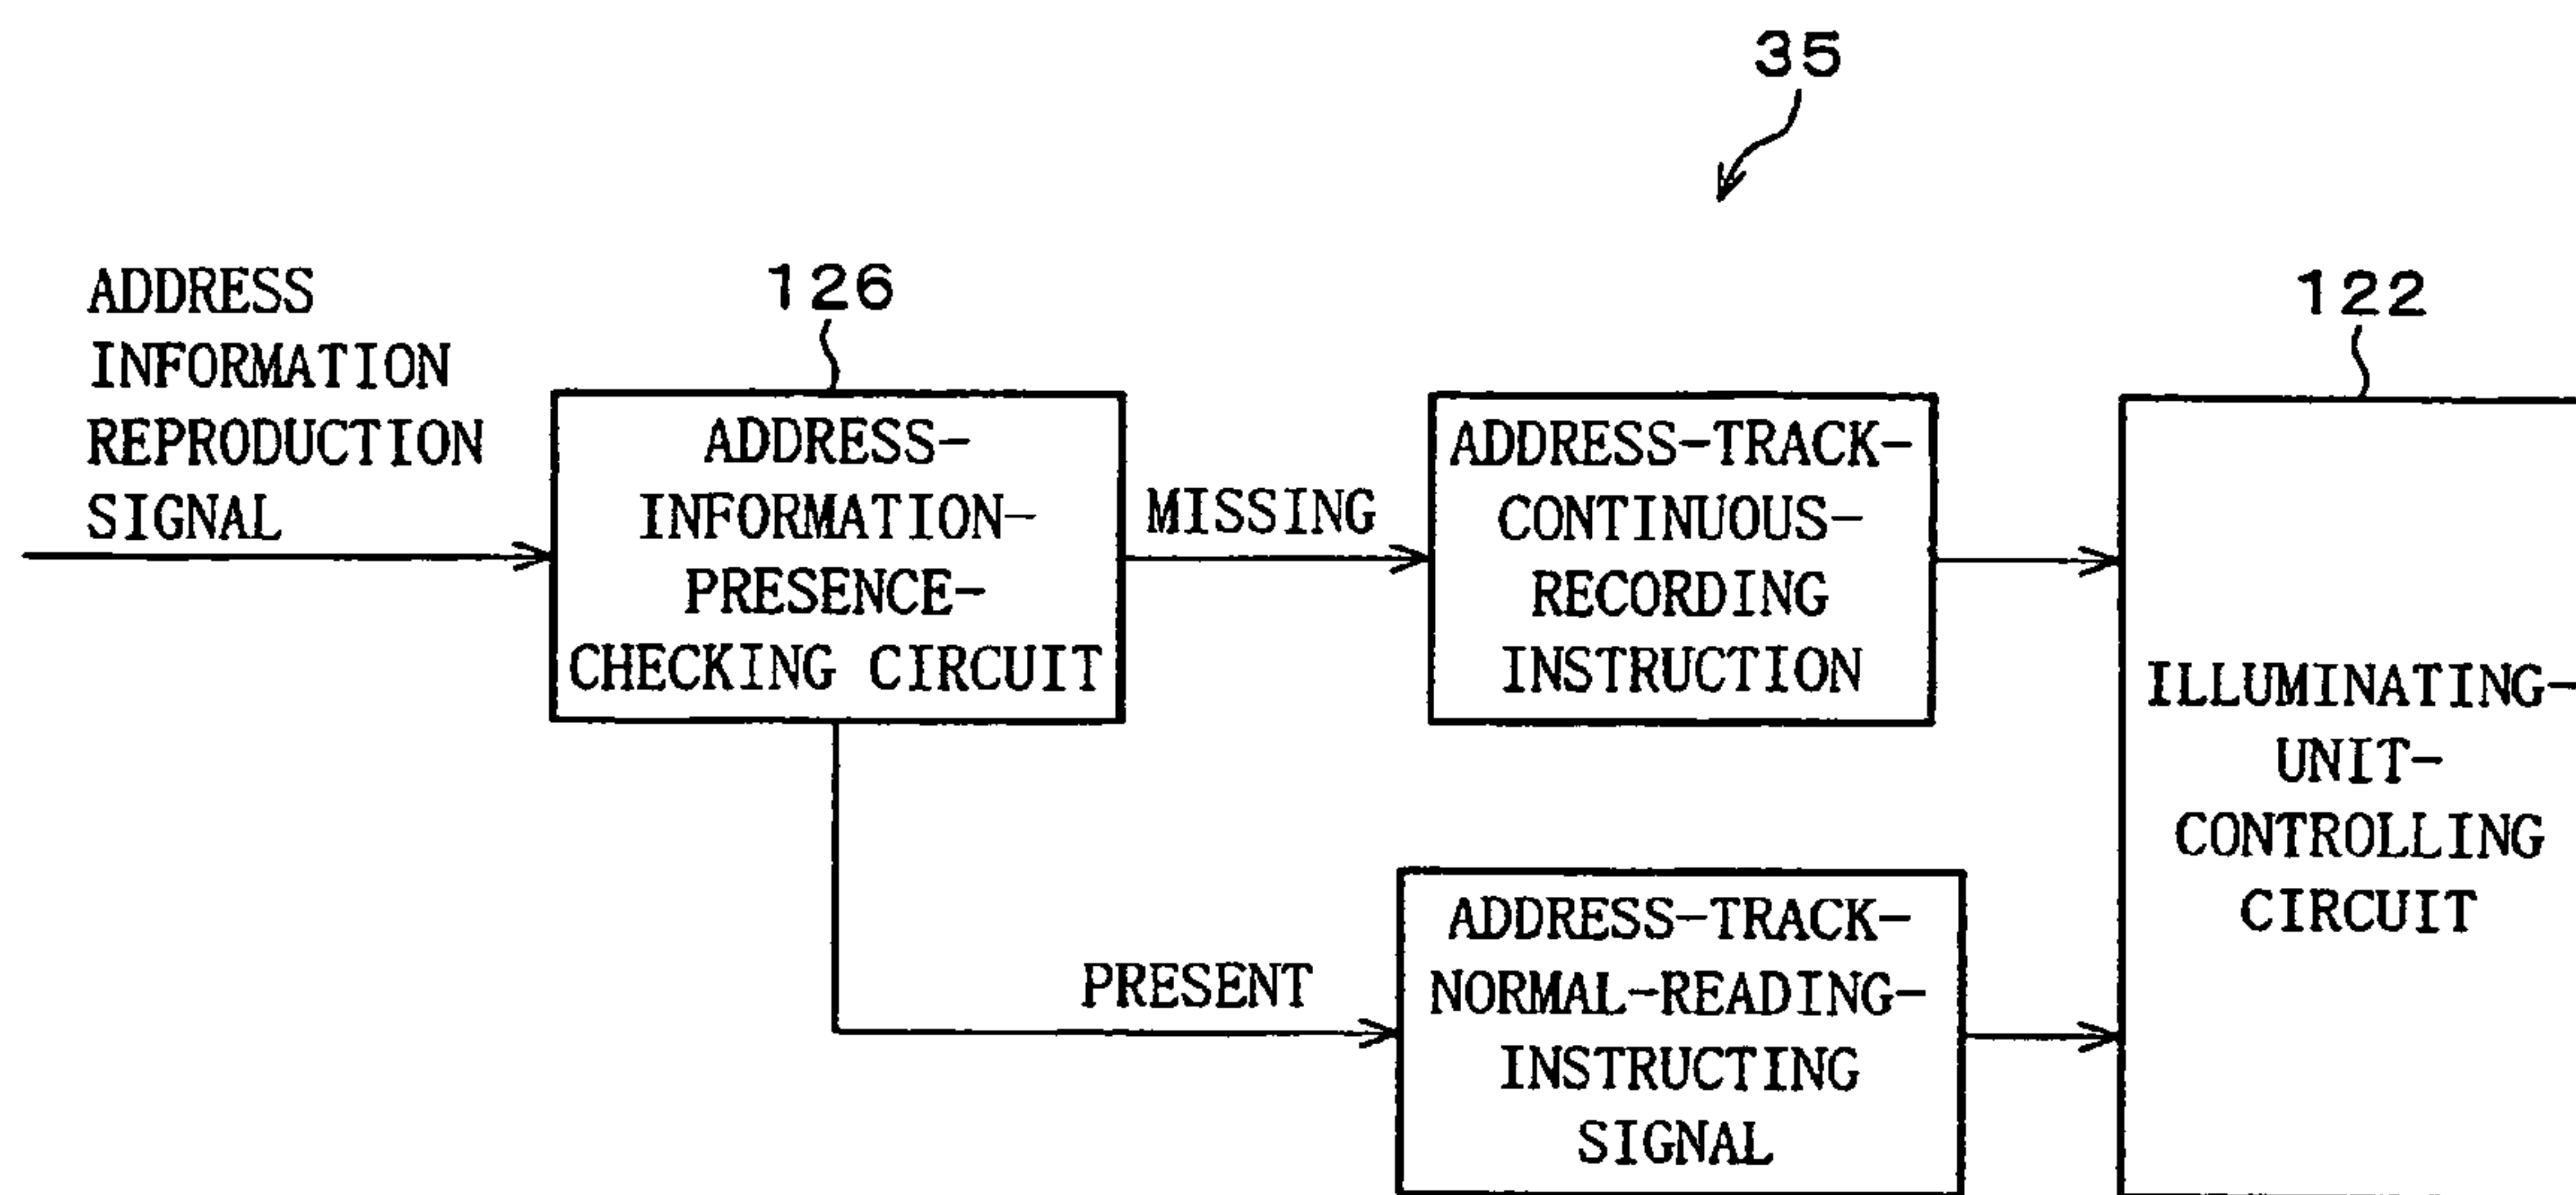 35
ADDRESS
INFORMATION
REPRODUCTION
SIGNAL
126
ADDRESS-
INFORMATION-
PRESENCE-
CHECKING CIRCUIT
MISSING
ADDRESS-TRACK-
CONTINUOUS-
RECORDING
INSTRUCTION
122
ILLUMINATING-
UNIT-
CONTROLLING
CIRCUIT
PRESENT
ADDRESS-TRACK-
NORMAL-READING-
INSTRUCTING
SIGNAL